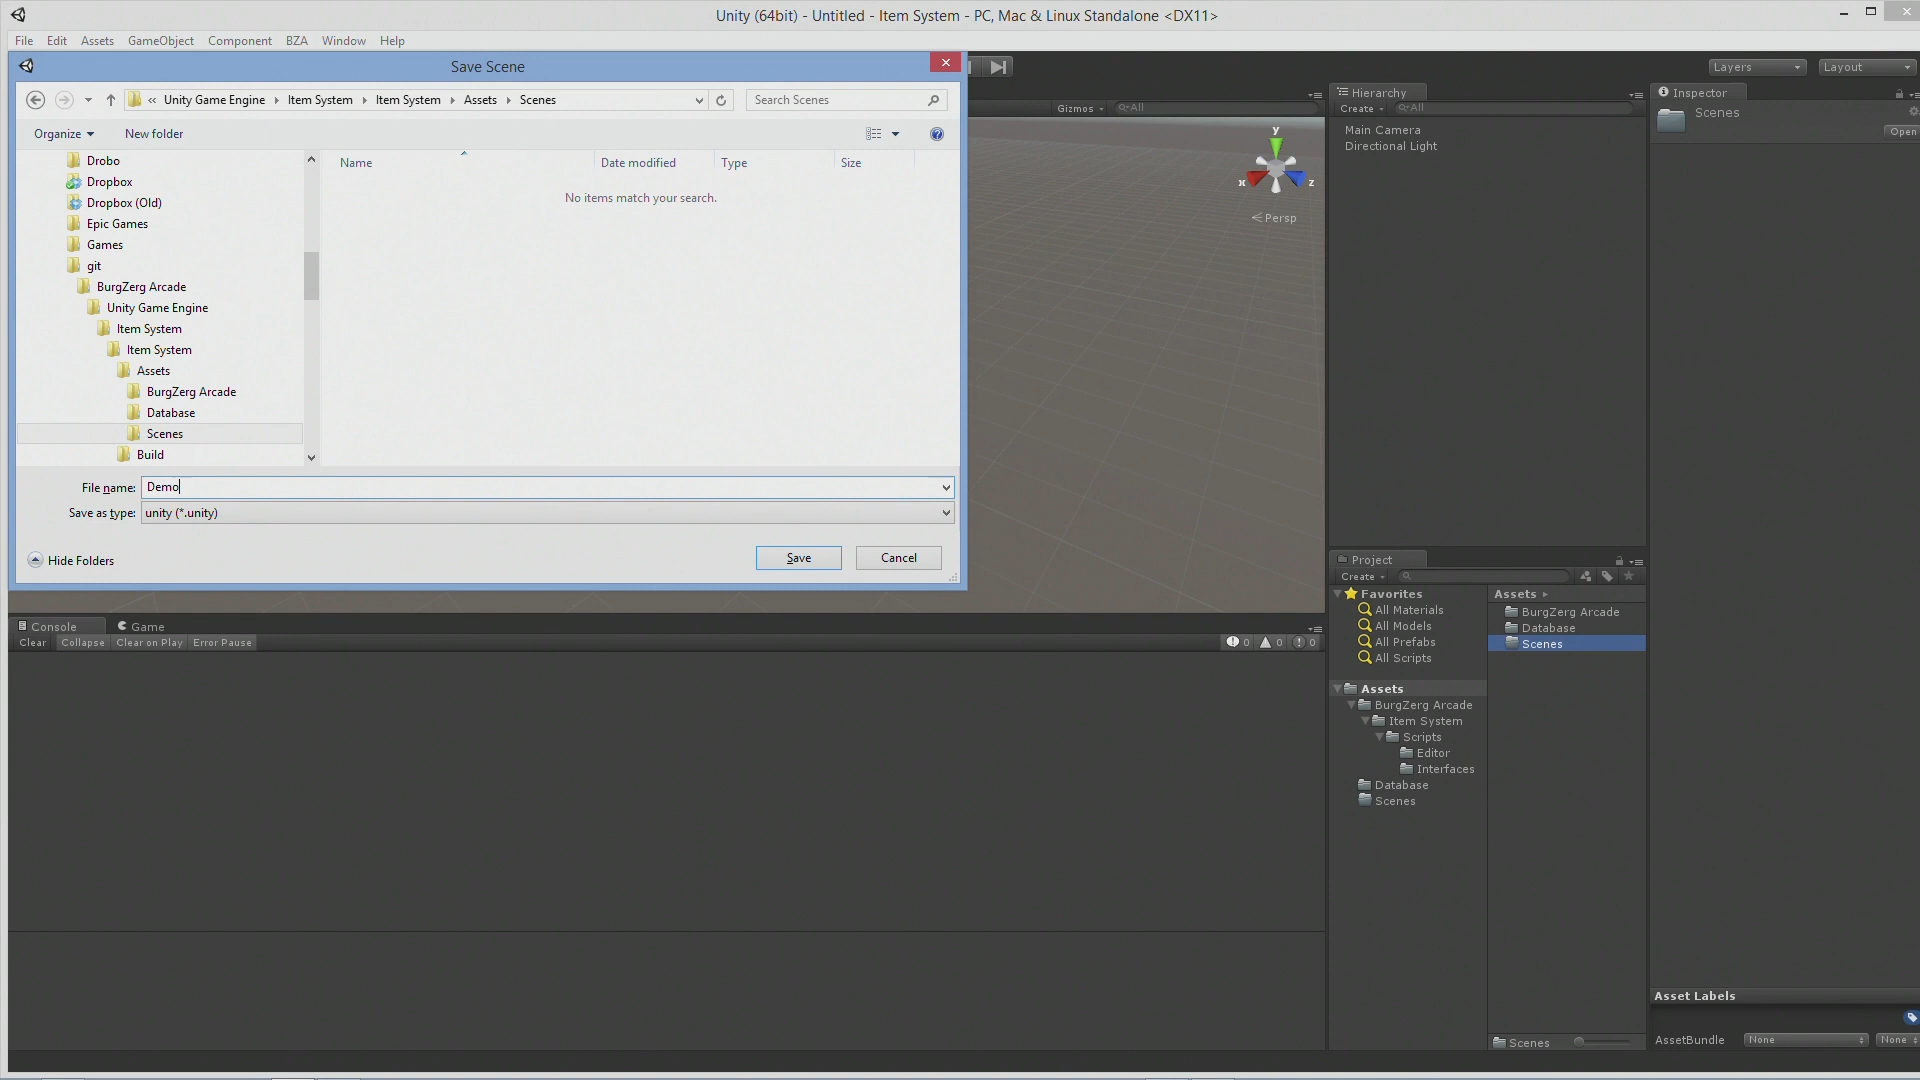 Unity (64bit) - Untitled - Item System - PC, Mac & Linux Standalone <DX11>
File Edit Assets GameObject Component BZA Window Help
Save Scene
« Unity Game Engine Item System Item System Assets Scenes
Search Scenes
Organize New folder
Name Date modified Type Size
No items match your search.
Drobo
Dropbox
Dropbox (Old)
Epic Games
Games
git
BurgZerg Arcade
Unity Game Engine
Item System
Item System
Assets
BurgZerg Arcade
Database
Scenes
Build
File name: Demo
Save as type: unity (*.unity)
Hide Folders
Save Cancel
Layers Layout
Gizmos All
y
x z
Persp
Hierarchy
Create All
Main Camera
Directional Light
Inspector
Scenes
Open
Console Game
Clear Collapse Clear on Play Error Pause
0 0 0
Project
Create
Favorites
All Materials
All Models
All Prefabs
All Scripts
Assets
BurgZerg Arcade
Item System
Scripts
Editor
Interfaces
Database
Scenes
Assets
BurgZerg Arcade
Database
Scenes
Scenes
Asset Labels
AssetBundle None None